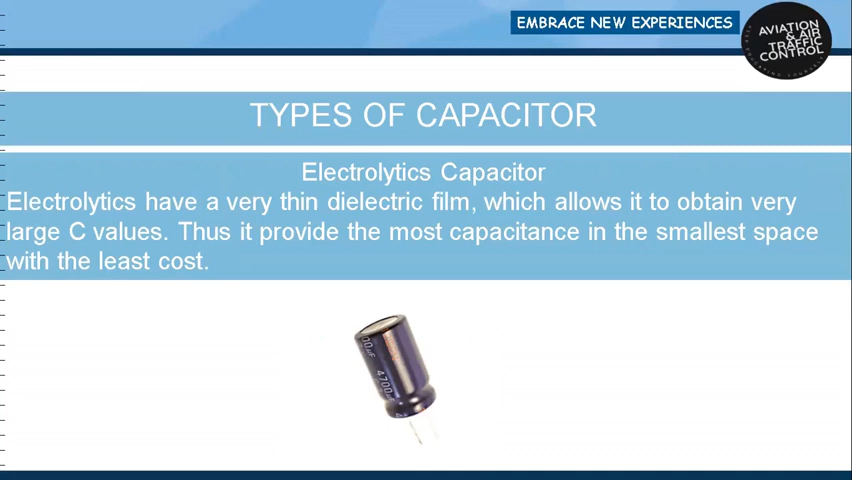 EMBRACE NEW EXPERIENCES
AVIATION
& AIR
TRAFFIC
CONTROL
TYPES OF CAPACITOR
Electrolytics Capacitor
Electrolytics have a very thin dielectric film, which allows it to obtain very
large C values. Thus it provide the most capacitance in the smallest space
with the least cost.
00µF
4700µF